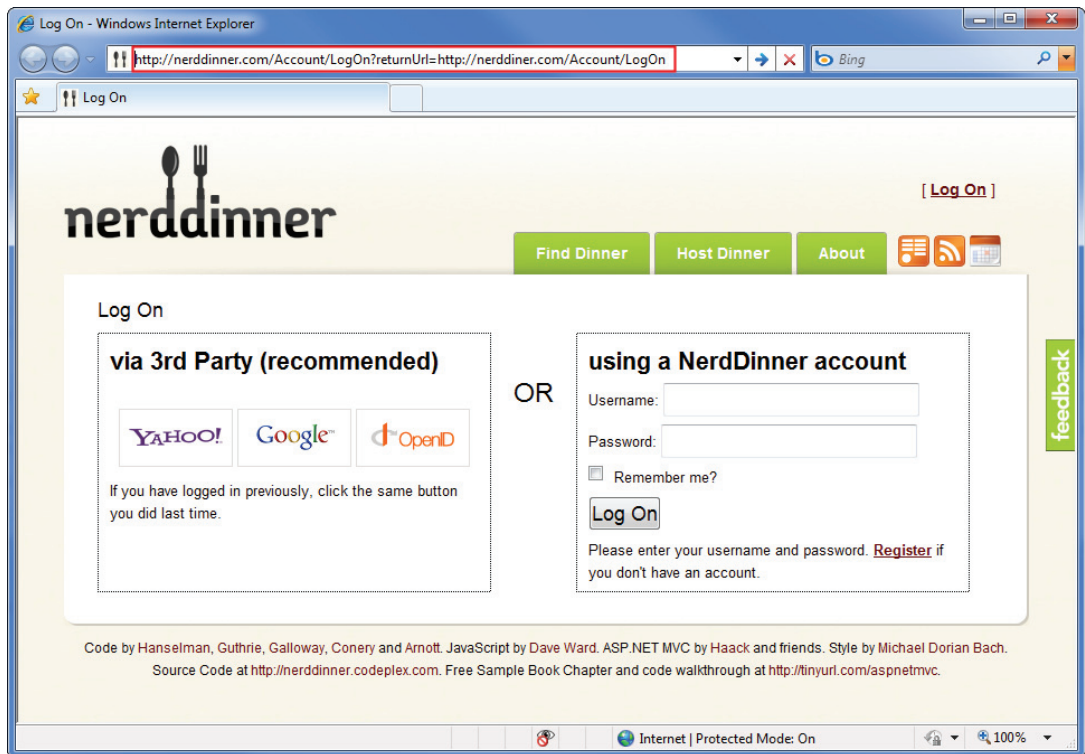 Log On - Windows Internet Explorer
http://nerddinner.com/Account/LogOn?returnUrl=http://nerddiner.com/Account/LogOn
Bing
Log On
nerddinner
[ Log On ]
Find Dinner Host Dinner About
Log On
via 3rd Party (recommended)
YAHOO! Google™ OpenID
If you have logged in previously, click the same button
you did last time.
OR
using a NerdDinner account
Username:
Password:
Remember me?
Log On
Please enter your username and password. Register if
you don't have an account.
feedback
Code by Hanselman, Guthrie, Galloway, Conery and Arnott. JavaScript by Dave Ward. ASP.NET MVC by Haack and friends. Style by Michael Dorian Bach.
Source Code at http://nerddinner.codeplex.com. Free Sample Book Chapter and code walkthrough at http://tinyurl.com/aspnetmvc.
Internet | Protected Mode: On
100%